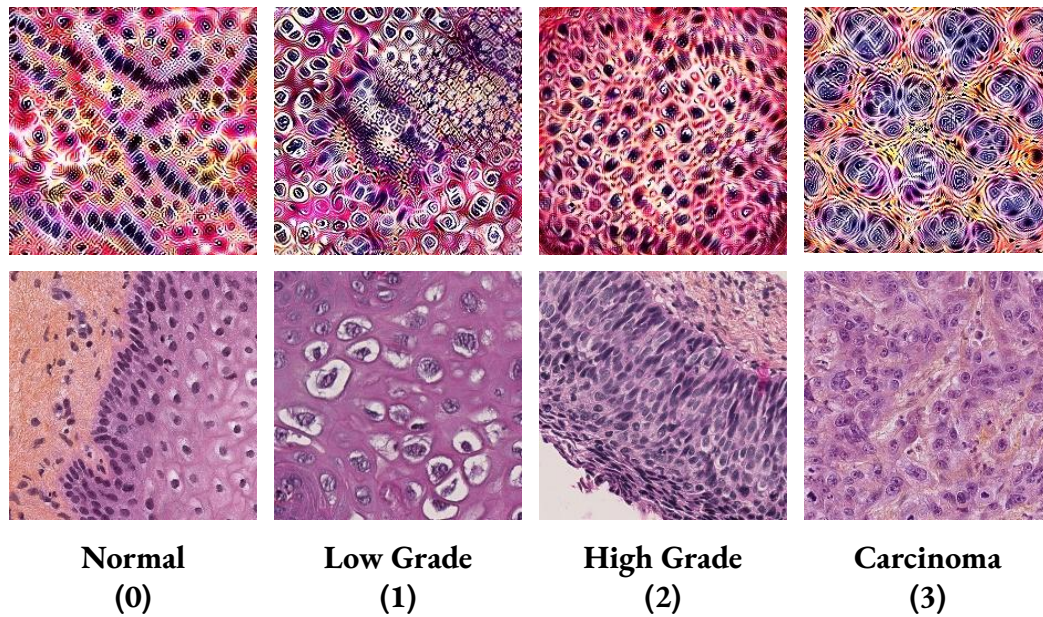 Normal
(0)
Low Grade
(1)
High Grade
(2)
Carcinoma
(3)